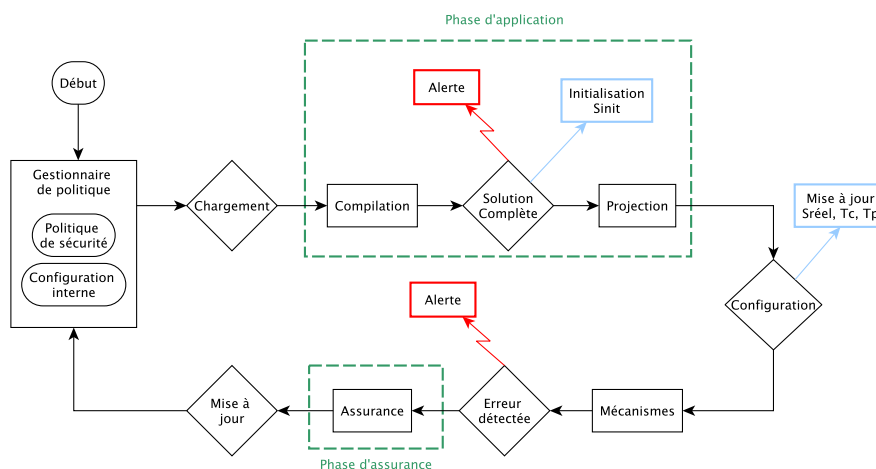 Phase d'application
Début
Alerte
Initialisation
Sinit
Gestionnaire
de politique
Politique
de sécurité
Configuration
interne
Chargement
Compilation
Solution
Complète
Projection
Mise à jour
Sréel, Tc, Tp
Configuration
Alerte
Mise à
jour
Assurance
Erreur
détectée
Mécanismes
Phase d'assurance